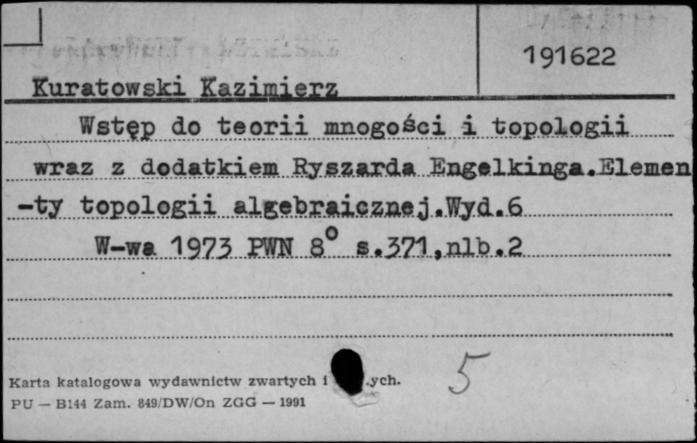 191622
Kuratowski Kazimierz
Wstęp do teorii mnogości i topologii
wraz z dodatkiem Ryszarda Engelkinga.Elemen
-ty topologii algebraicznej.Wyd.6
W-wa 1973 PWN 8° s.371,nlb.2
Karta katalogowa wydawnictw zwartych i .ych.
5
PU — B144 Zam. 849/DW/On ZGG — 1991